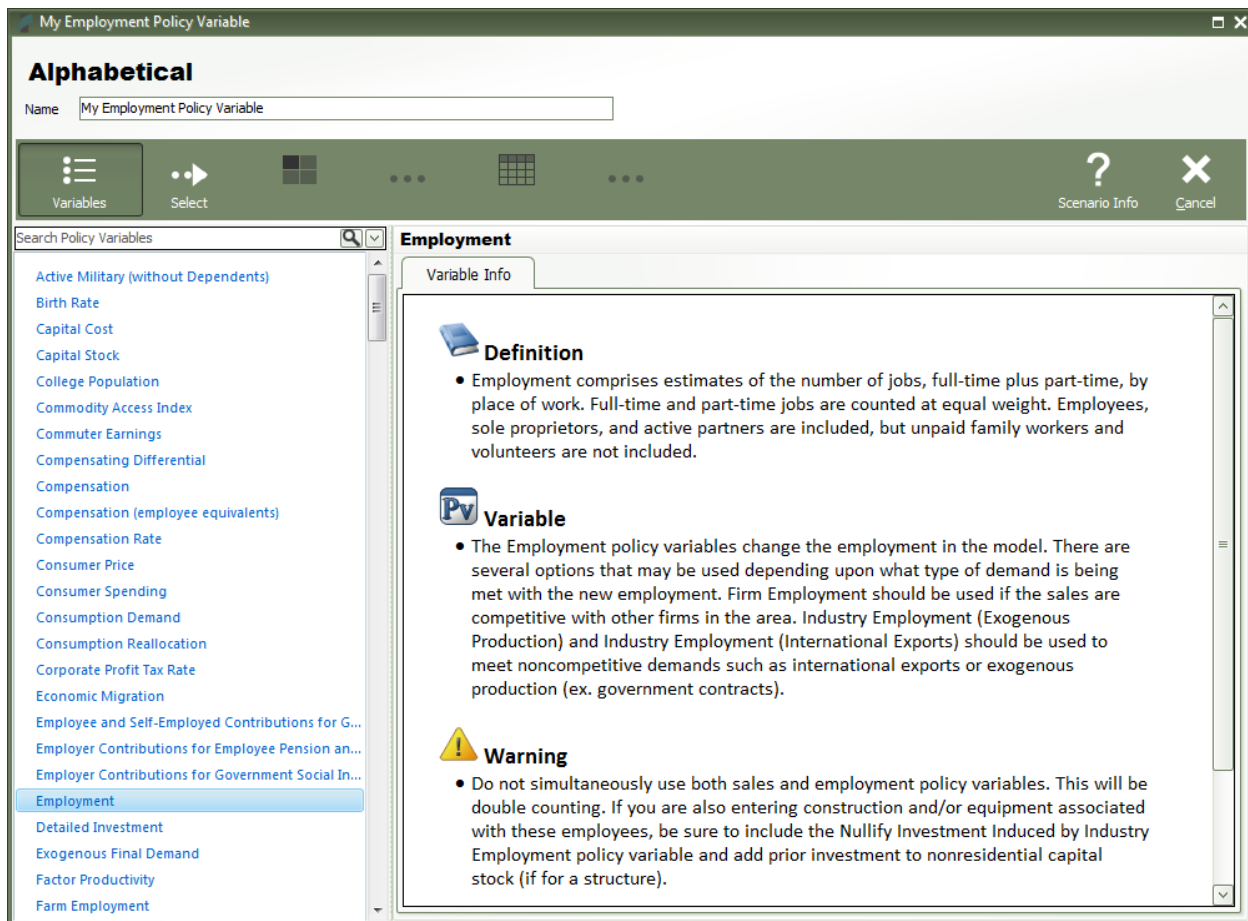 My Employment Policy Variable
Alphabetical
Name My Employment Policy Variable
Variables
Select
Scenario Info
Cancel
Search Policy Variables
Active Military (without Dependents)
Birth Rate
Capital Cost
Capital Stock
College Population
Commodity Access Index
Commuter Earnings
Compensating Differential
Compensation
Compensation (employee equivalents)
Compensation Rate
Consumer Price
Consumer Spending
Consumption Demand
Consumption Reallocation
Corporate Profit Tax Rate
Economic Migration
Employee and Self-Employed Contributions for G...
Employer Contributions for Employee Pension an...
Employer Contributions for Government Social In...
Employment
Detailed Investment
Exogenous Final Demand
Factor Productivity
Farm Employment
Employment
Variable Info
Definition
• Employment comprises estimates of the number of jobs, full-time plus part-time, by
place of work. Full-time and part-time jobs are counted at equal weight. Employees,
sole proprietors, and active partners are included, but unpaid family workers and
volunteers are not included.
Pv Variable
• The Employment policy variables change the employment in the model. There are
several options that may be used depending upon what type of demand is being
met with the new employment. Firm Employment should be used if the sales are
competitive with other firms in the area. Industry Employment (Exogenous
Production) and Industry Employment (International Exports) should be used to
meet noncompetitive demands such as international exports or exogenous
production (ex. government contracts).
Warning
• Do not simultaneously use both sales and employment policy variables. This will be
double counting. If you are also entering construction and/or equipment associated
with these employees, be sure to include the Nullify Investment Induced by Industry
Employment policy variable and add prior investment to nonresidential capital
stock (if for a structure).